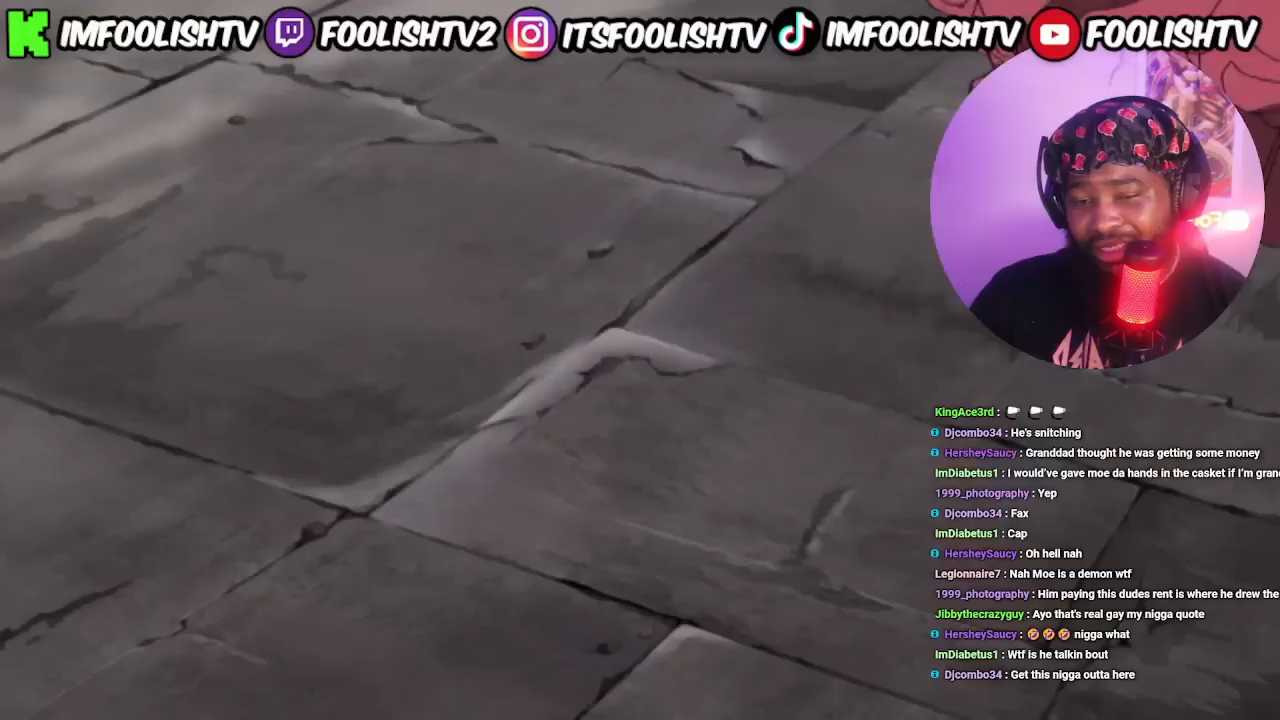 IMFOOLISHTV FOOLISHTV2 ITSFOOLISHTV IMFOOLISHTV FOOLISHTV
KingAce3rd :
Djcombo34 : He's snitching
HersheySaucy : Granddad thought he was getting some money
ImDiabetus1 : I would've gave moe da hands in the casket if I'm
1999_photography : Yep
Djcombo34 : Fax
ImDiabetus1 : Cap
HersheySaucy : Oh hell nah
Legionnaire7 : Nah Moe is a demon wtf
1999_photography : Him paying this dudes rent is where he drew the
Jibbythecrazyguy : Ayo that's real gay my nigga quote
HersheySaucy : 🤣 🤣 🤣 nigga what
ImDiabetus1 : Wtf is he talkin bout
Djcombo34 : Get this nigga outta here